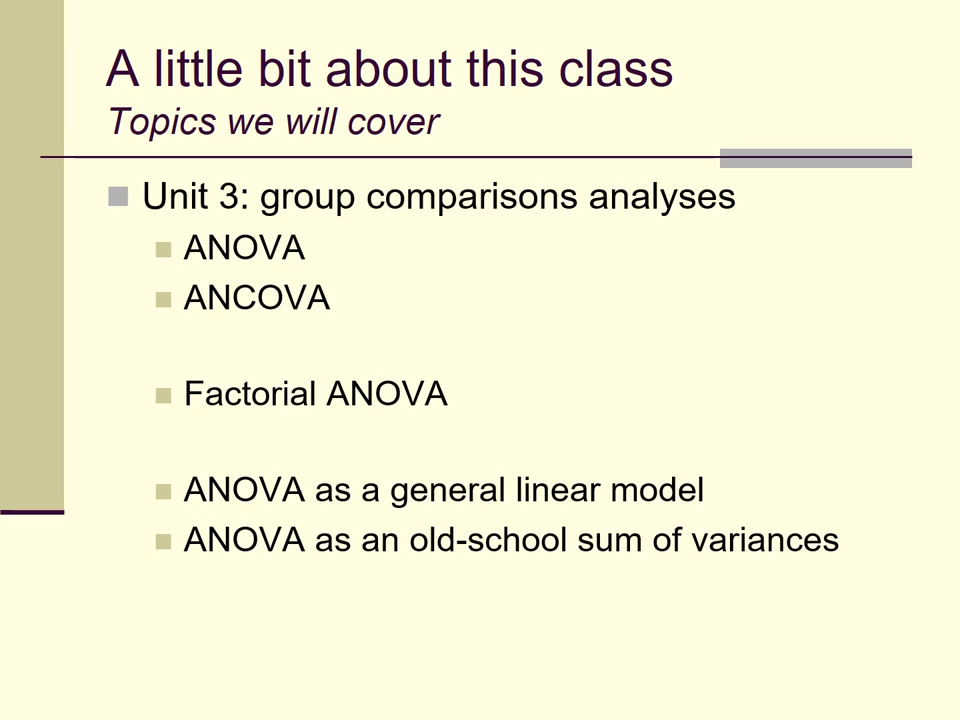 A little bit about this class
Topics we will cover
Unit 3: group comparisons analyses
ANOVA
ANCOVA
Factorial ANOVA
ANOVA as a general linear model
ANOVA as an old-school sum of variances